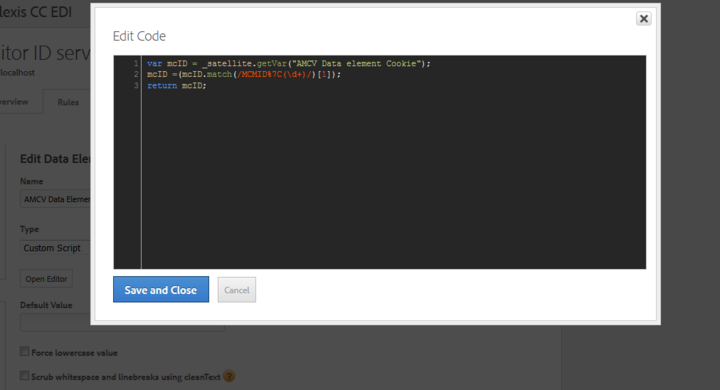 lexis CC EDI
Edit Code
itor ID serv
localhost
erview
Rules
1 var mcID = _satellite.getVar("AMCV Data element Cookie");
2 mcID =(mcID.match(/MCMID%7C(\d+)/)[1]);
3 return mcID;
Edit Data Ele
Name
AMCV Data Elemen
Type
Custom Script
Open Editor
Save and Close
Cancel
Default Value
Force lowercase value
Scrub whitespace and linebreaks using cleanText ?